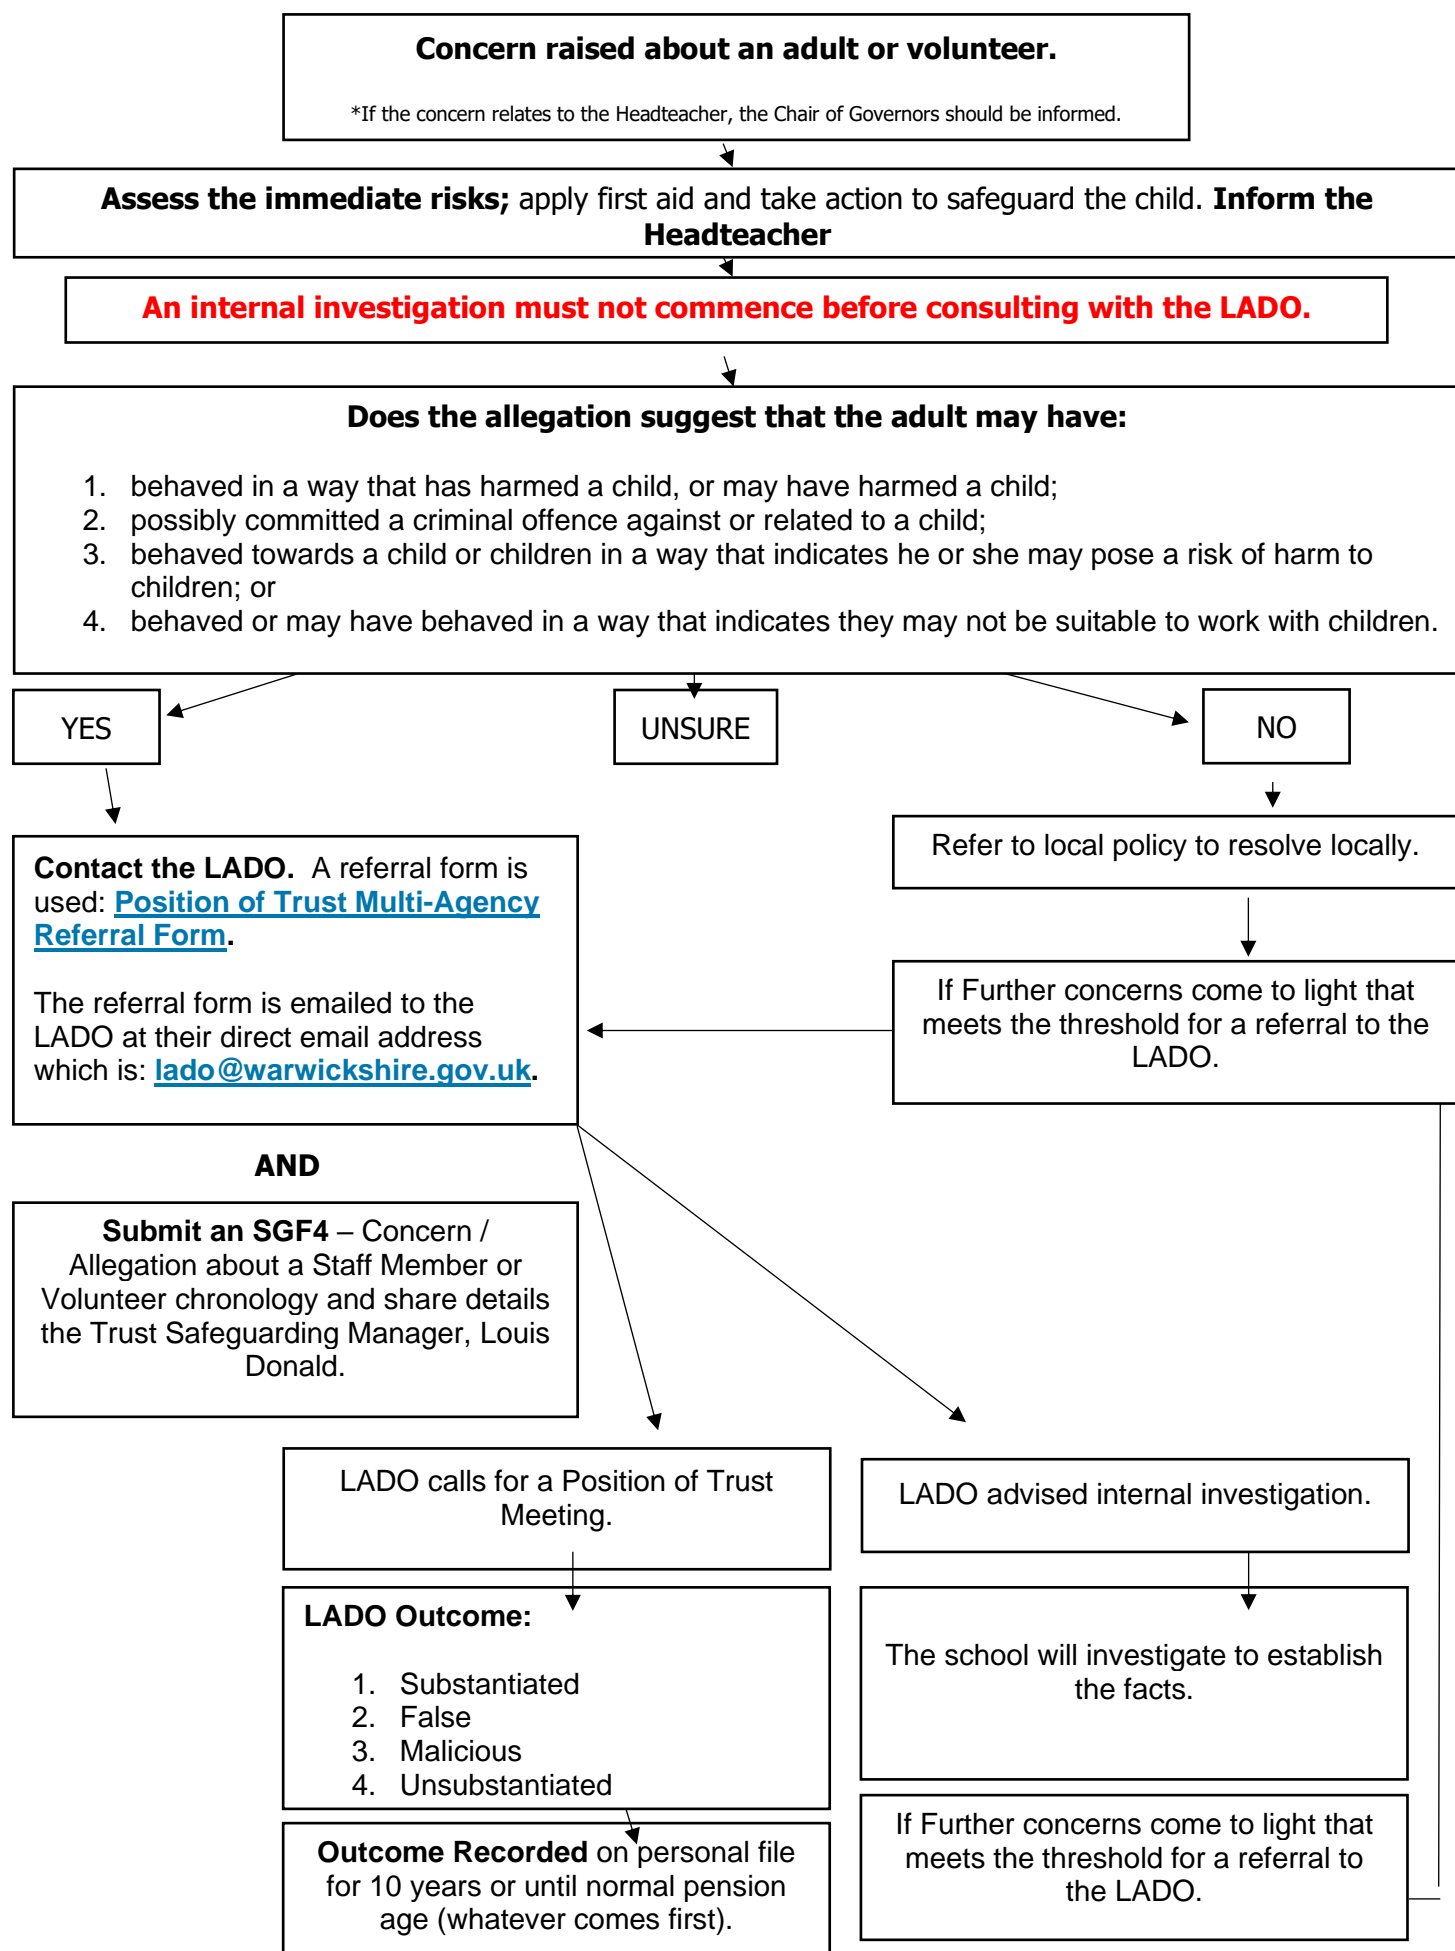 Concern raised about an adult or volunteer.
*If the concern relates to the Headteacher, the Chair of Governors should be informed.
Assess the immediate risks; apply first aid and take action to safeguard the child. Inform the
Headteacher
An internal investigation must not commence before consulting with the LADO.
Does the allegation suggest that the adult may have:
1. behaved in a way that has harmed a child, or may have harmed a child;
2. possibly committed a criminal offence against or related to a child;
3. behaved towards a child or children in a way that indicates he or she may pose a risk of harm to
children; or
4. behaved or may have behaved in a way that indicates they may not be suitable to work with children.
YES
UNSURE
NO
Contact the LADO. A referral form is
used: Position of Trust Multi-Agency
Referral Form.
The referral form is emailed to the
LADO at their direct email address
which is: lado@warwickshire.gov.uk.
Refer to local policy to resolve locally.
If Further concerns come to light that
meets the threshold for a referral to the
LADO.
AND
Submit an SGF4 – Concern /
Allegation about a Staff Member or
Volunteer chronology and share details
the Trust Safeguarding Manager, Louis
Donald.
LADO calls for a Position of Trust
Meeting.
LADO advised internal investigation.
LADO Outcome:
1. Substantiated
2. False
3. Malicious
4. Unsubstantiated
The school will investigate to establish
the facts.
Outcome Recorded on personal file
for 10 years or until normal pension
age (whatever comes first).
If Further concerns come to light that
meets the threshold for a referral to
the LADO.